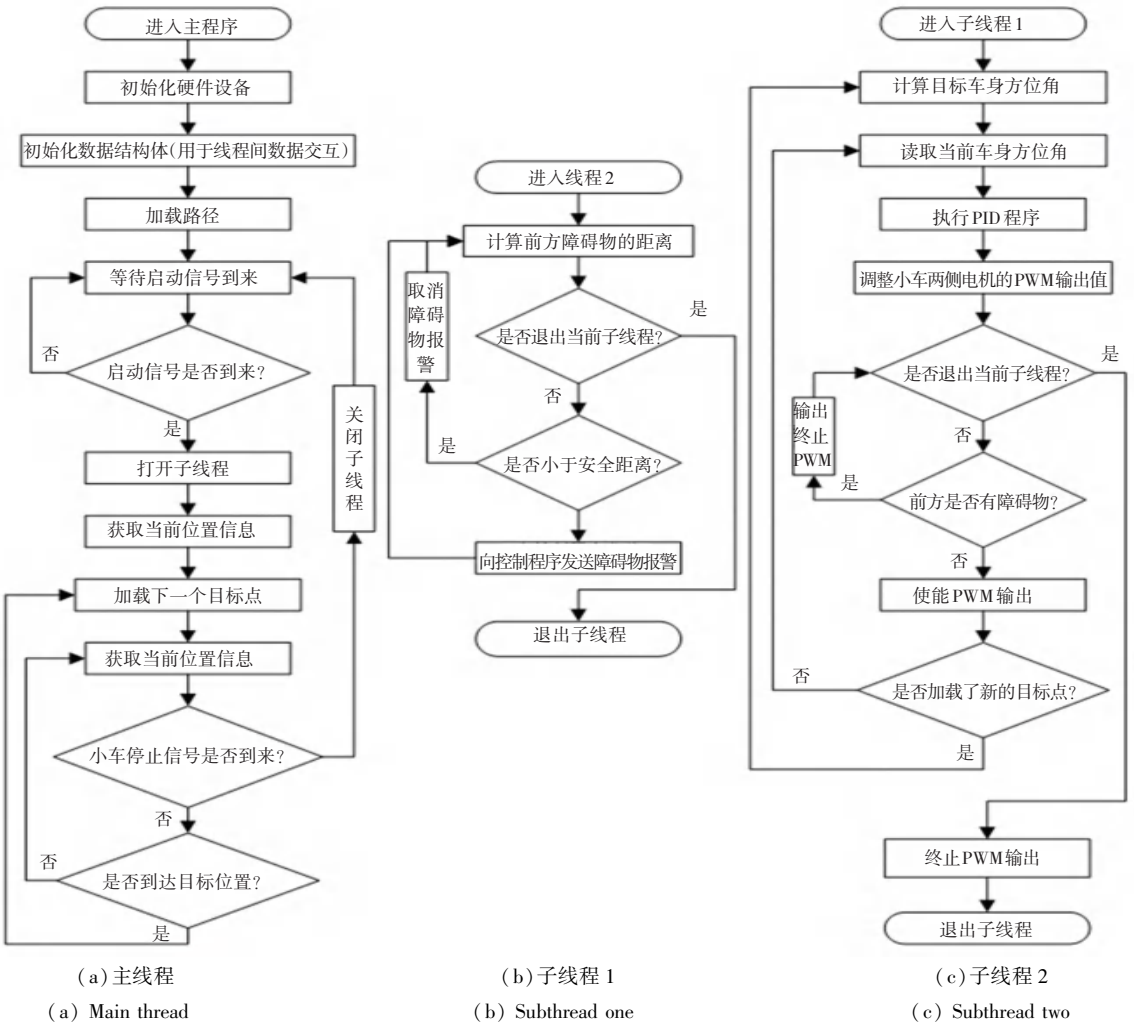 进入主程序
初始化硬件设备
初始化数据结构体(用于线程间数据交互)
加载路径
等待启动信号到来
否
启动信号是否到来?
是
打开子线程
获取当前位置信息
加载下一个目标点
获取当前位置信息
小车停止信号是否到来?
否
否
是否到达目标位置?
是
关
闭
子
线
程
(a)主线程
(a) Main thread
进入线程2
计算前方障碍物的距离
取消
障碍
物报
警
是否退出当前子线程?
是
否
是
是否小于安全距离?
向控制程序发送障碍物报警
退出子线程
(b)子线程1
(b) Subthread one
进入子线程1
计算目标车身方位角
读取当前车身方位角
执行PID程序
调整小车两侧电机的PWM输出值
是否退出当前子线程?
是
输出
终止
PWM
否
是
前方是否有障碍物?
否
使能PWM输出
否
是否加载了新的目标点?
是
终止PWM输出
退出子线程
(c)子线程2
(c) Subthread two